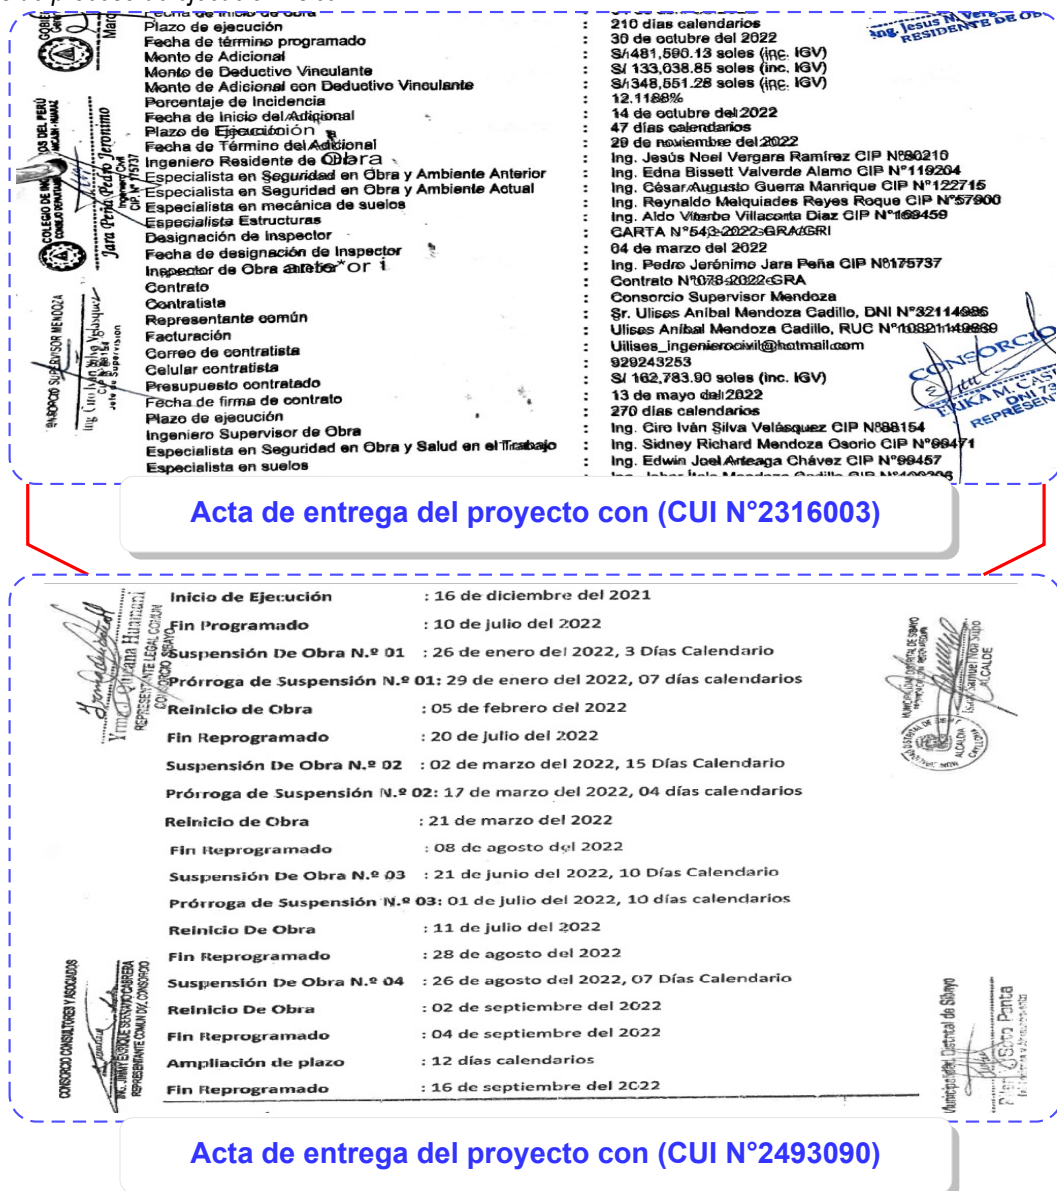 Plazo de ejecución : 210 días calendarios
Fecha de término programado : 30 de octubre del 2022
Monto de Adicional : S/ 481,590.13 soles (inc. IGV)
Monto de Deductivo Vinculante : S/ 133,038.85 soles (inc. IGV)
Monto de Adicional con Deductivo Vinculante : S/ 348,551.28 soles (inc. IGV)
Porcentaje de Incidencia : 12.1188%
Fecha de Inicio del Adicional : 14 de octubre del 2022
Plazo de Ejecución : 47 días calendarios
Fecha de Término del Adicional : 29 de noviembre del 2022
Ingeniero Residente de Obra : Ing. Jesús Noel Vergara Ramírez CIP N°80210
Especialista en Seguridad en Obra y Ambiente Anterior : Ing. Edna Bissett Valverde Alamo CIP N°119204
Especialista en Seguridad en Obra y Ambiente Actual : Ing. César Augusto Guerra Manrique CIP N°122715
Especialista en mecánica de suelos : Ing. Reynaldo Melquiades Reyes Roque CIP N°57900
Especialista Estructuras : Ing. Aldo Viterbo Villacorta Diaz CIP N°169459
Designación de Inspector : CARTA N°543-2022-GRA/GRI
Fecha de designación de Inspector : 04 de marzo del 2022
Inspector de Obra : Ing. Pedro Jerónimo Jara Peña CIP N°175737
Contrato : Contrato N°078-2022-GRA
Contratista : Consorcio Supervisor Mendoza
Representante común : Sr. Ulises Aníbal Mendoza Cadillo, DNI N°32114986
Facturación : Ulises Aníbal Mendoza Cadillo, RUC
Correo de contratista : Uilises_ingenierocivil@hotmail.com
Celular contratista : 929243253
Presupuesto contratado : S/ 162,783.90 soles (inc. IGV)
Fecha de firma de contrato : 13 de mayo del 2022
Plazo de ejecución : 270 días calendarios
Ingeniero Supervisor de Obra : Ing. Ciro Iván Silva Velásquez CIP N°88154
Especialista en Seguridad en Obra y Salud en el Trabajo : Ing. Sidney Richard Mendoza Osorio CIP N°99471
Especialista en suelos : Ing. Edwin Joel Arteaga Chávez CIP N°99457
Jara Peña Pedro Jeronimo
Ingeniero Civil
CIP. N° 175737
CONSORCIO
Acta de entrega del proyecto con (CUI N°2316003)
Inicio de Ejecución : 16 de diciembre del 2021
Fin Programado : 10 de julio del 2022
Suspensión De Obra N.º 01 : 26 de enero del 2022, 3 Días Calendario
Prórroga de Suspensión N.º 01: 29 de enero del 2022, 07 días calendarios
Reinicio de Obra : 05 de febrero del 2022
Fin Reprogramado : 20 de julio del 2022
Suspensión De Obra N.º 02 : 02 de marzo del 2022, 15 Días Calendario
Prórroga de Suspensión N.º 02: 17 de marzo del 2022, 04 días calendarios
Reinicio de Obra : 21 de marzo del 2022
Fin Reprogramado : 08 de agosto del 2022
Suspensión De Obra N.º 03 : 21 de junio del 2022, 10 Días Calendario
Prórroga de Suspensión N.º 03: 01 de julio del 2022, 10 días calendarios
Reinicio De Obra : 11 de julio del 2022
Fin Reprogramado : 28 de agosto del 2022
Suspensión De Obra N.º 04 : 26 de agosto del 2022, 07 Días Calendario
Reinicio De Obra : 02 de septiembre del 2022
Fin Reprogramado : 04 de septiembre del 2022
Ampliación de plazo : 12 días calendarios
Fin Reprogramado : 16 de septiembre del 2022
REPRESENTANTE LEGAL COMUN
CONSORCIO SIBAYO
ALCALDE
CONSORCIO CONSULTORES Y ASOCIADOS
Municipalidad Distrital de Sibayo
Acta de entrega del proyecto con (CUI N°2493090)